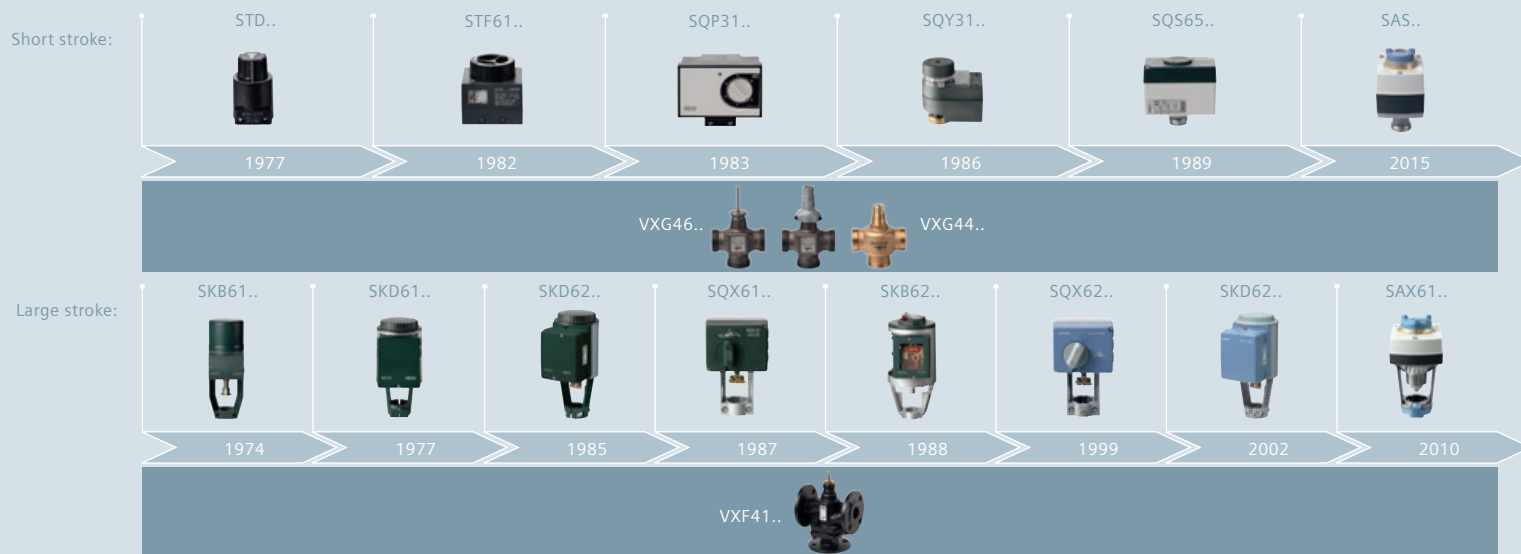 Short stroke:
STD..
STF61..
SQP31..
SQY31..
SQS65..
SAS..
1977
1982
1983
1986
1989
2015
VXG46..
VXG44..
Large stroke:
SKB61..
SKD61..
SKD62..
SQX61..
SKB62..
SQX62..
SKD62..
SAX61..
1974
1977
1985
1987
1988
1999
2002
2010
VXF41..